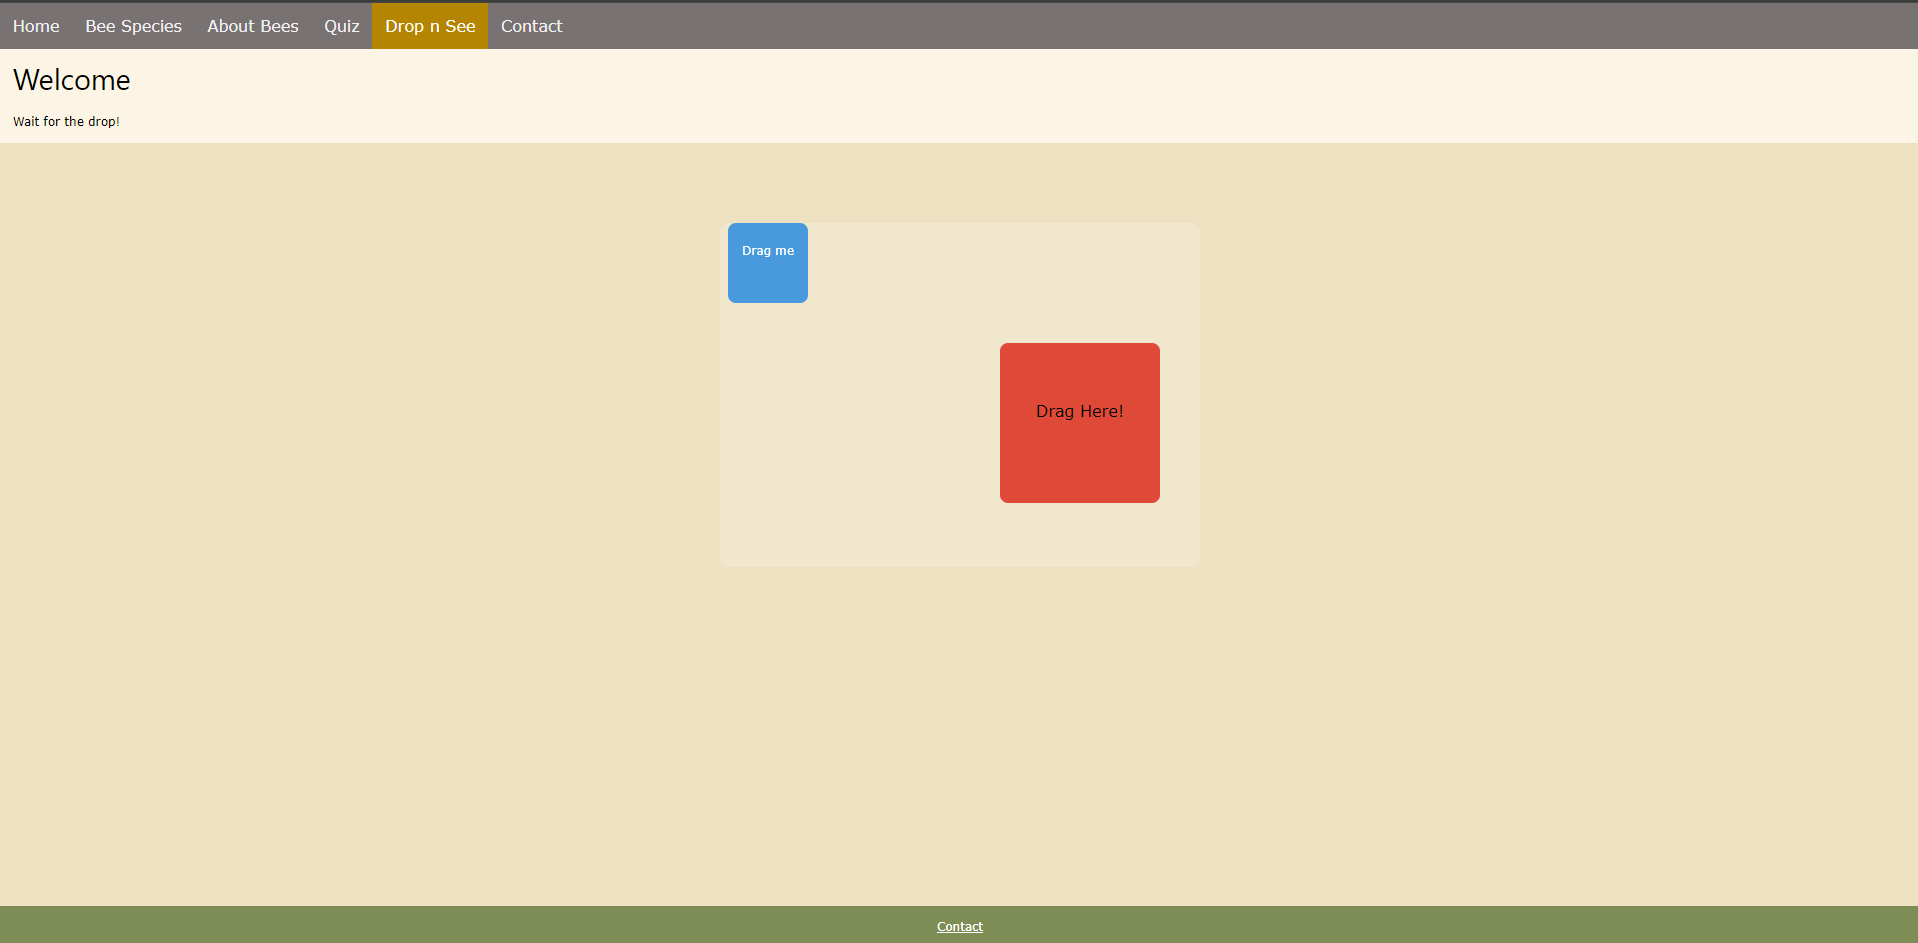 Home Bee Species About Bees Quiz Drop n See Contact
Welcome
Wait for the drop!
Drag me
Drag Here!
Contact